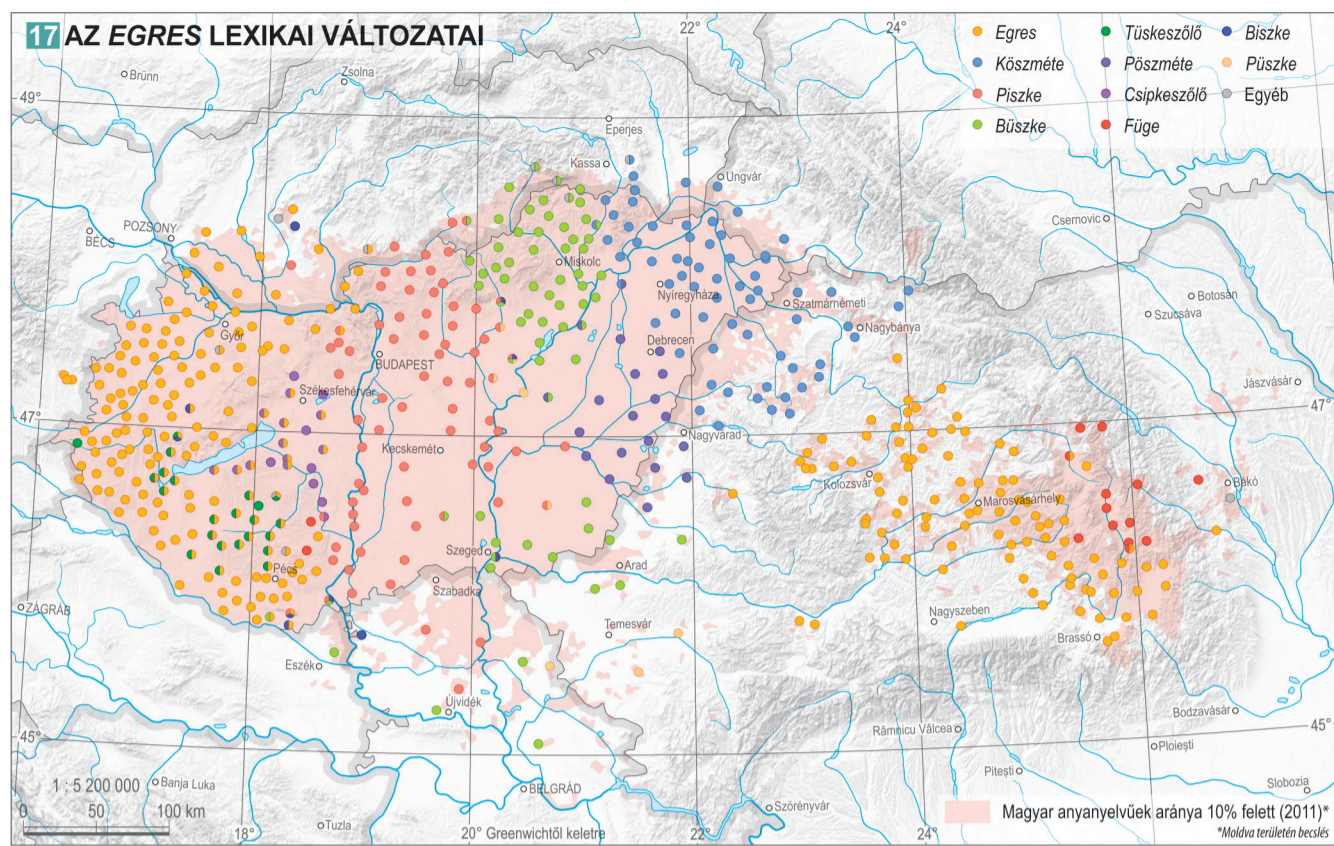 17 AZ EGRES LEXIKAI VÁLTOZATAI
22°
24°
Egres
Köszméte
Piszke
Büszke
Tüskeszőlő
Pöszméte
Csipkeszőlő
Füge
Biszke
Püszke
Egyéb
Brünn
Zsolna
49°
Eperjes
Kassa
Ungvár
Csernovic
POZSONY
BÉCS
Miskolc
Nyíregyháza
Szatmárnémeti
Botosán
Szucsáva
Nagybánya
Győr
Debrecen
BUDAPEST
Jászvásár
Székesfehérvár
47°
47°
Nagyvárad
Kecskemét
Kolozsvár
Bákó
Marosvásárhely
Szeged
Arad
Pécs
Szabadka
ZÁGRÁB
Nagyszeben
Temesvár
Brassó
Eszék
Újvidék
Bodzavásár
Râmnicu Vâlcea
45°
45°
Ploiești
Pitești
Banja Luka
1 : 5 200 000
BELGRÁD
Slobozia
Szörényvár
0 50 100 km
Magyar anyanyelvűek aránya 10% felett (2011)*
Tuzla
18°
20° Greenwichtől keletre
22°
24°
*Moldva területén becslés